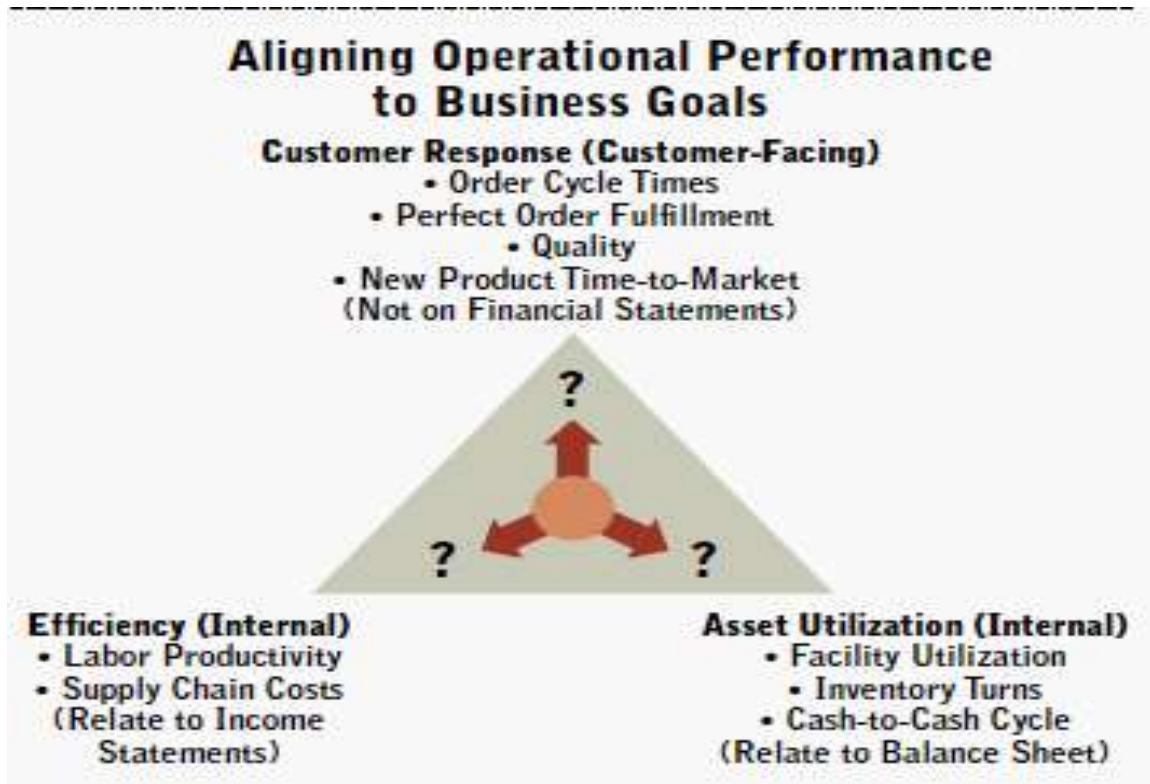 Aligning Operational Performance
to Business Goals
Customer Response (Customer-Facing)
• Order Cycle Times
• Perfect Order Fulfillment
• Quality
• New Product Time-to-Market
(Not on Financial Statements)
?
?
?
Efficiency (Internal)
• Labor Productivity
• Supply Chain Costs
(Relate to Income
Statements)
Asset Utilization (Internal)
• Facility Utilization
• Inventory Turns
• Cash-to-Cash Cycle
(Relate to Balance Sheet)